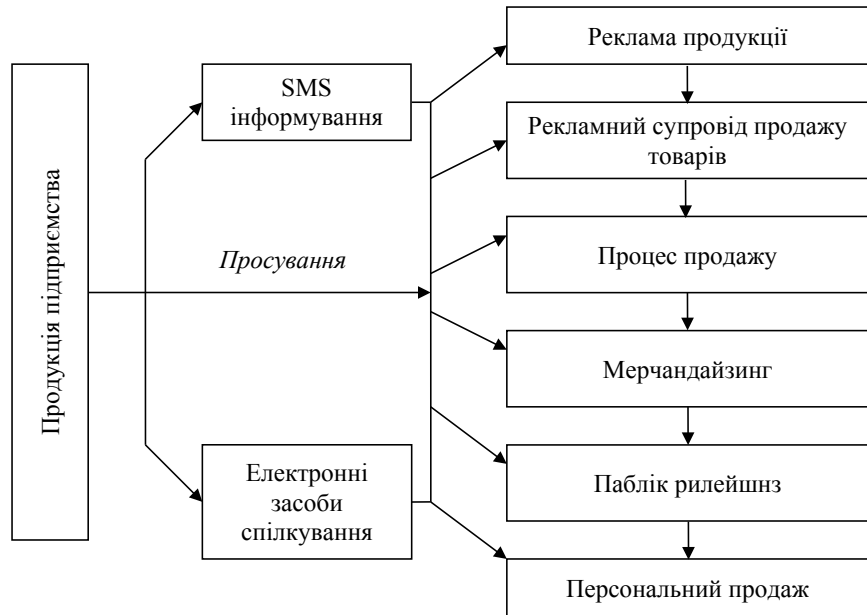 Продукція підприємства
SMS
інформування
Просування
Електронні
засоби
спілкування
Реклама продукції
Рекламний супровід продажу
товарів
Процес продажу
Мерчандайзинг
Паблік рилейшнз
Персональний продаж